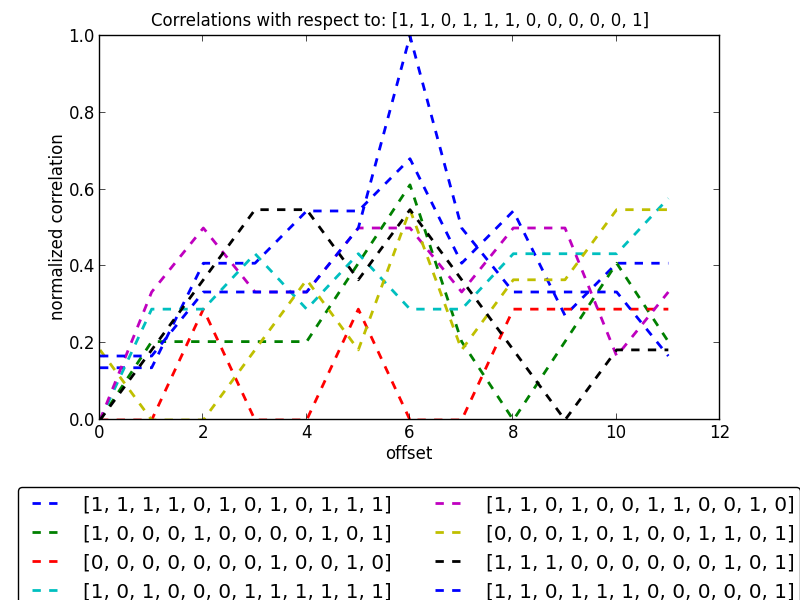 Correlations with respect to: [1, 1, 0, 1, 1, 1, 0, 0, 0, 0, 0, 1]
1.0
0.8
0.6
0.4
0.2
0.0
normalized correlation
0 2 4 6 8 10 12
offset
[1, 1, 1, 1, 0, 1, 0, 1, 0, 1, 1, 1] [1, 1, 0, 1, 0, 0, 1, 1, 0, 0, 1, 0]
[1, 0, 0, 0, 1, 0, 0, 0, 0, 1, 0, 1] [0, 0, 0, 1, 0, 1, 0, 0, 1, 1, 0, 1]
[0, 0, 0, 0, 0, 0, 0, 1, 0, 0, 1, 0] [1, 1, 1, 0, 0, 0, 0, 0, 0, 1, 0, 1]
[1, 0, 1, 0, 0, 0, 1, 1, 1, 1, 1, 1] [1, 1, 0, 1, 1, 1, 0, 0, 0, 0, 0, 1]